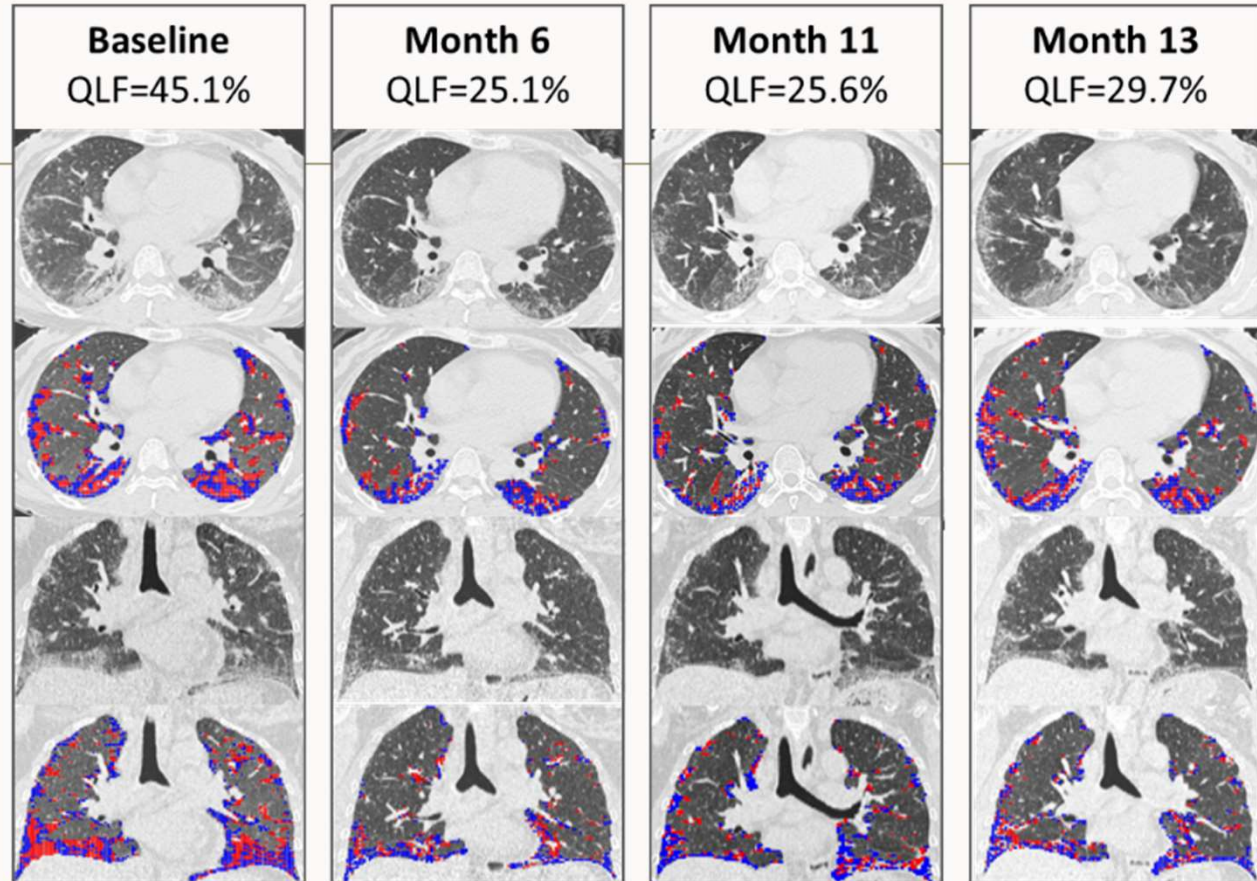 Baseline
QLF=45.1%
Month 6
QLF=25.1%
Month 11
QLF=25.6%
Month 13
QLF=29.7%